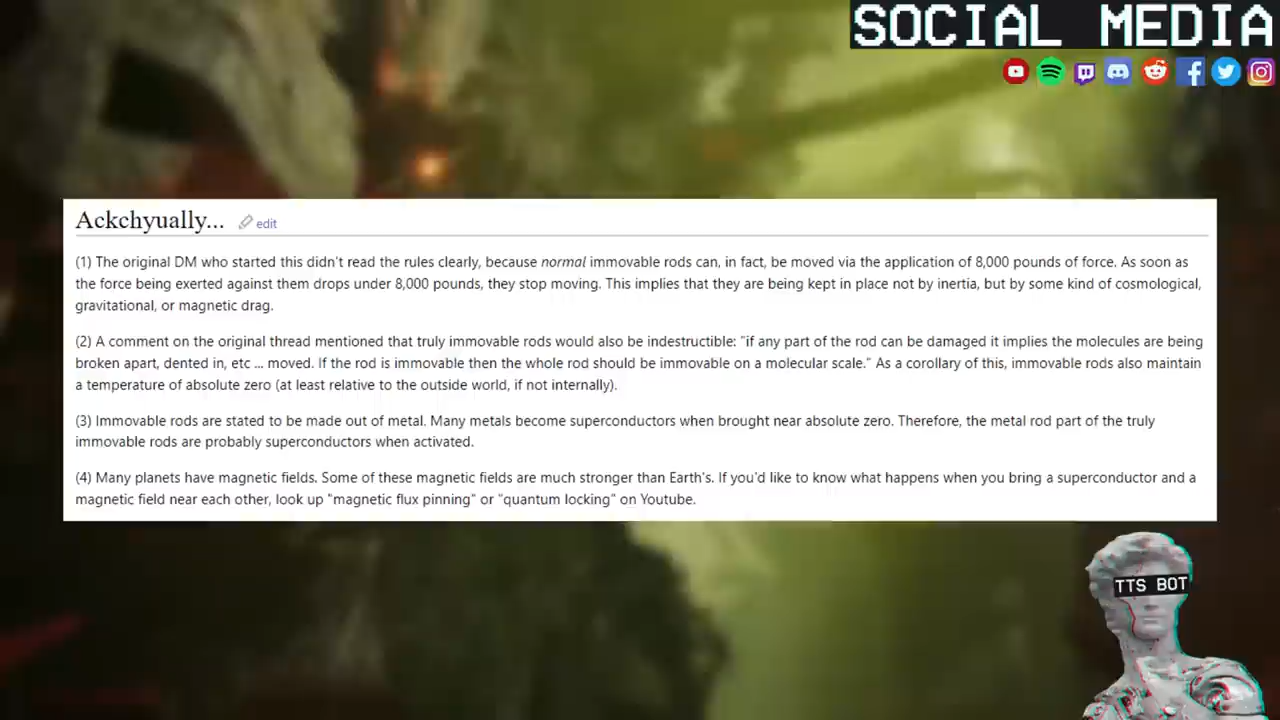 SOCIAL MEDIA
Ackchyually... edit
(1) The original DM who started this didn't read the rules clearly, because normal immovable rods can, in fact, be moved via the application of 8,000 pounds of force. As soon as
the force being exerted against them drops under 8,000 pounds, they stop moving. This implies that they are being kept in place not by inertia, but by some kind of cosmological,
gravitational, or magnetic drag.
(2) A comment on the original thread mentioned that truly immovable rods would also be indestructible: "if any part of the rod can be damaged it implies the molecules are being
broken apart, dented in, etc ... moved. If the rod is immovable then the whole rod should be immovable on a molecular scale." As a corollary of this, immovable rods also maintain
a temperature of absolute zero (at least relative to the outside world, if not internally).
(3) Immovable rods are stated to be made out of metal. Many metals become superconductors when brought near absolute zero. Therefore, the metal rod part of the truly
immovable rods are probably superconductors when activated.
(4) Many planets have magnetic fields. Some of these magnetic fields are much stronger than Earth's. If you'd like to know what happens when you bring a superconductor and a
magnetic field near each other, look up "magnetic flux pinning" or "quantum locking" on Youtube.
TTS BOT